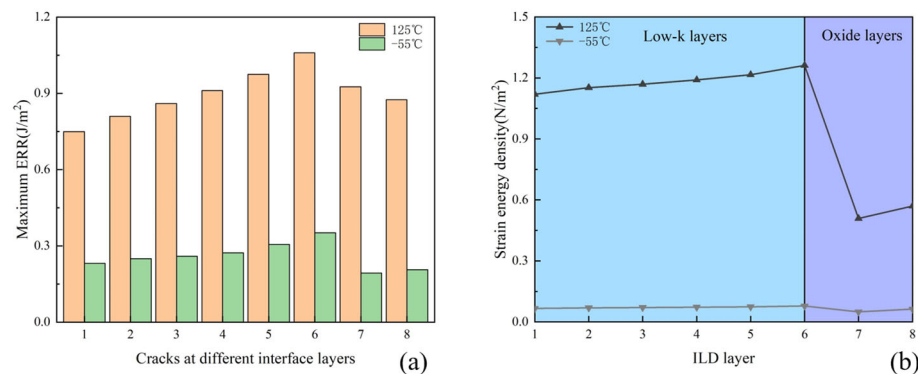 1.2
0.9
0.6
0.3
0.0
Maximum ERR(J/m²)
125℃
-55℃
1 2 3 4 5 6 7 8
Cracks at different interface layers
(a)
1.5
1.2
0.9
0.6
0.3
0.0
Strain energy density(N/m²)
125℃
-55℃
Low-k layers
Oxide layers
1 2 3 4 5 6 7 8
ILD layer
(b)